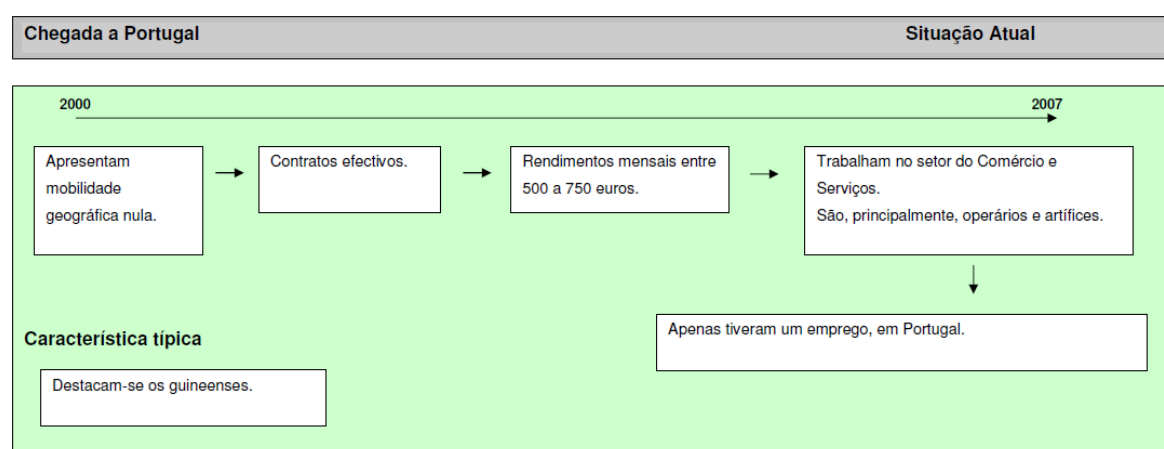 Chegada a Portugal
Situação Atual
2000
2007
Apresentam
mobilidade
geográfica nula.
Contratos efectivos.
Rendimentos mensais entre
500 a 750 euros.
Trabalham no setor do Comércio e
Serviços.
São, principalmente, operários e artífices.
Apenas tiveram um emprego, em Portugal.
Característica típica
Destacam-se os guineenses.